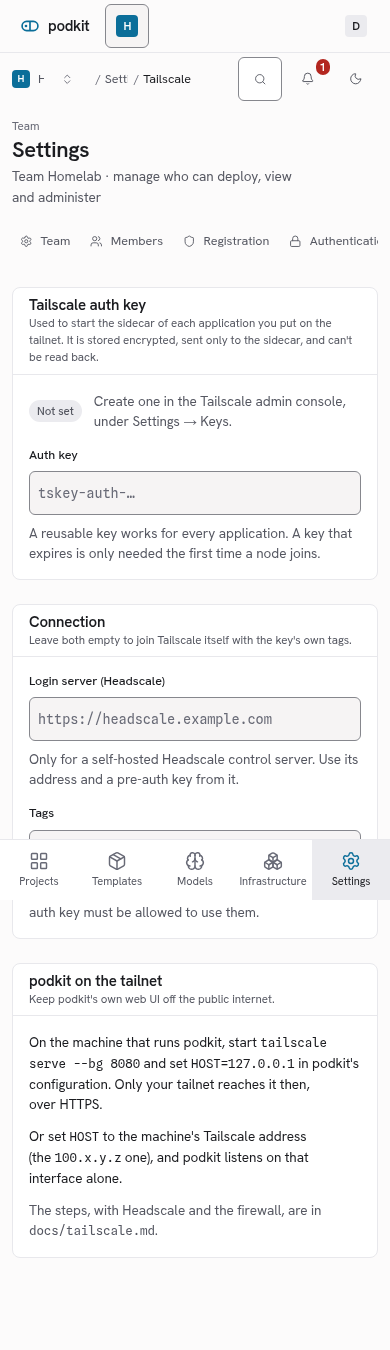 podkit
H
D
H
H
/ Sett / Tailscale
1
Team
Settings
Team Homelab · manage who can deploy, view
and administer
Team
Members
Registration
Tailscale auth key
Used to start the sidecar of each application you put on the
tailnet. It is stored encrypted, sent only to the sidecar, and can't
be read back.
Not set
Create one in the Tailscale admin console,
under Settings → Keys.
Auth key
tskey-auth-…
A reusable key works for every application. A key that
expires is only needed the first time a node joins.
Connection
Leave both empty to join Tailscale itself with the key's own tags.
Login server (Headscale)
https://headscale.example.com
Only for a self-hosted Headscale control server. Use its
address and a pre-auth key from it.
Tags
Projects
Templates
Models
Infrastructure
Settings
auth key must be allowed to use them.
podkit on the tailnet
Keep podkit's own web UI off the public internet.
On the machine that runs podkit, start tailscale
serve --bg 8080 and set HOST=127.0.0.1 in podkit's
configuration. Only your tailnet reaches it then,
over HTTPS.
Or set HOST to the machine's Tailscale address
(the 100.x.y.z one), and podkit listens on that
interface alone.
The steps, with Headscale and the firewall, are in
docs/tailscale.md.